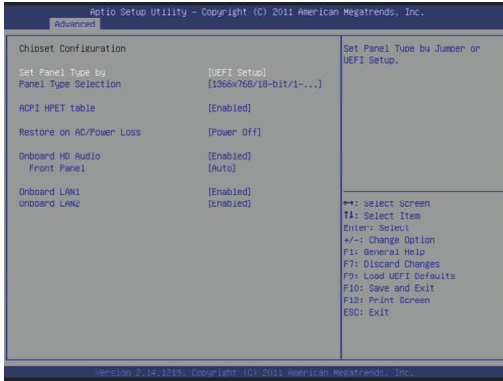 Aptio Setup Utility - Copyright (C) 2011 American Megatrends, Inc.
Advanced
Chipset Configuration
Set Panel Type by [UEFI Setup]
Panel Type Selection [1366x768/18-bit/1-...]
ACPI HPET table [Enabled]
Restore on AC/Power Loss [Power Off]
Onboard HD Audio [Enabled]
Front Panel [Auto]
Onboard LAN1 [Enabled]
Onboard LAN2 [Enabled]
Set Panel Type by Jumper or
UEFI Setup.
↔: Select Screen
↑↓: Select Item
Enter: Select
+/-: Change Option
F1: General Help
F7: Discard Changes
F9: Load UEFI Defaults
F10: Save and Exit
F12: Print Screen
ESC: Exit
Version 2.14.1219. Copyright (C) 2011 American Megatrends, Inc.